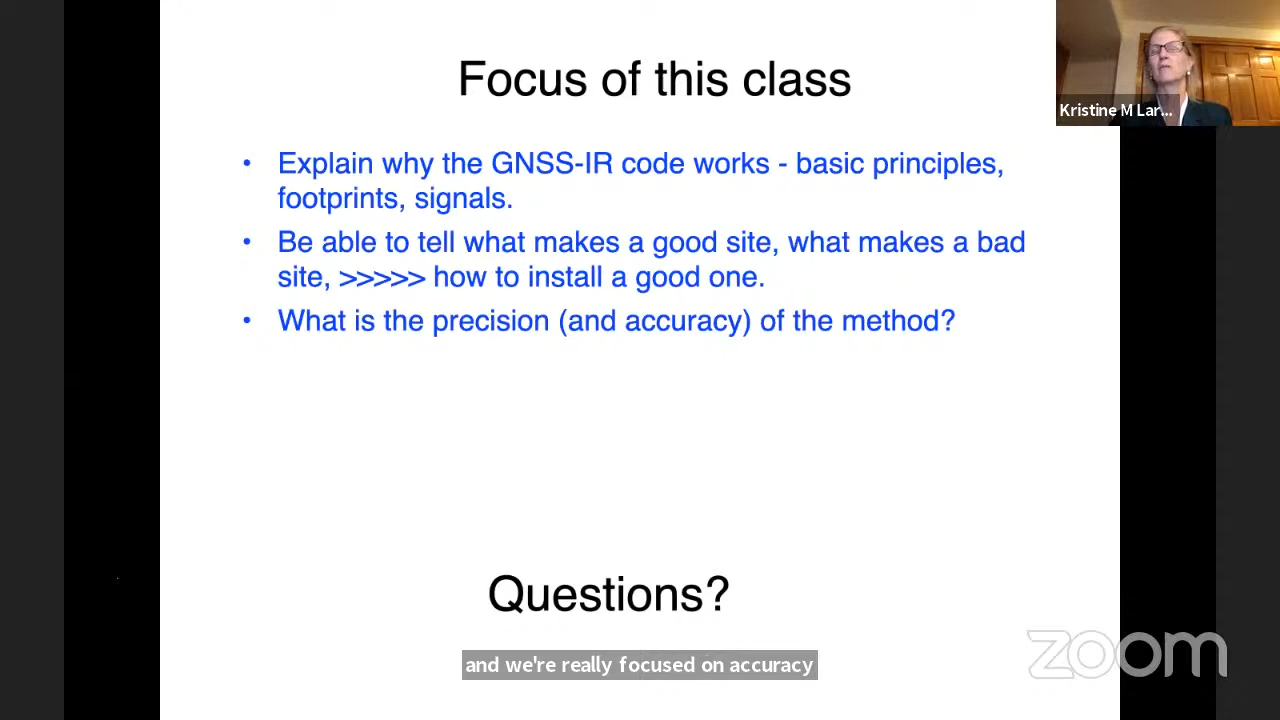 Focus of this class
Kristine M Lar...
• Explain why the GNSS-IR code works - basic principles,
footprints, signals.
• Be able to tell what makes a good site, what makes a bad
site, >>>>> how to install a good one.
• What is the precision (and accuracy) of the method?
Questions?
and we're really focused on accuracy
zoom